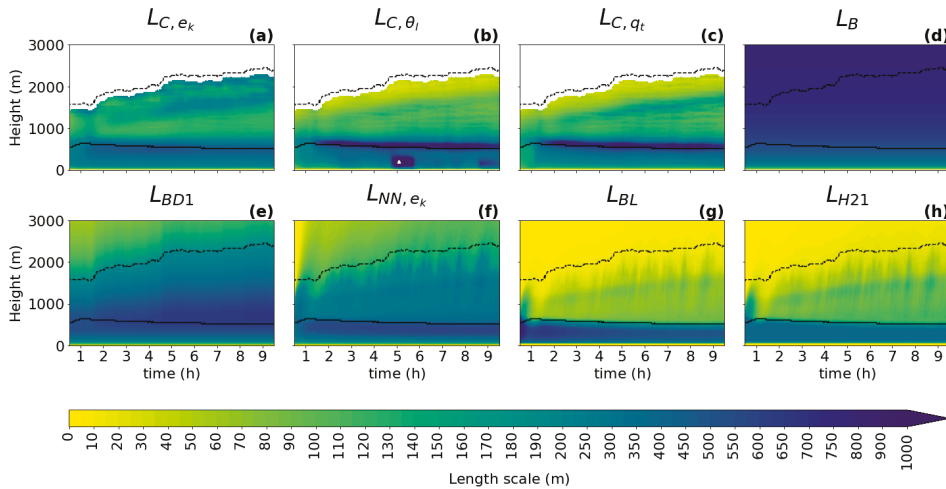 L_{C, e_k} (a)
L_{C, θ_l} (b)
L_{C, q_t} (c)
L_B (d)
Height (m)
3000
2000
1000
0
L_{BD1} (e)
L_{NN, e_k} (f)
L_{BL} (g)
L_{H21} (h)
Height (m)
3000
2000
1000
0
1 2 3 4 5 6 7 8 9
1 2 3 4 5 6 7 8 9
1 2 3 4 5 6 7 8 9
1 2 3 4 5 6 7 8 9
time (h)
time (h)
time (h)
time (h)
0 10 30 40 50 60 70 80 90 100 110 120 130 140 150 160 170 180 190 200 250 300 350 400 450 500 550 600 650 700 750 800 850 900 950 1000
Length scale (m)